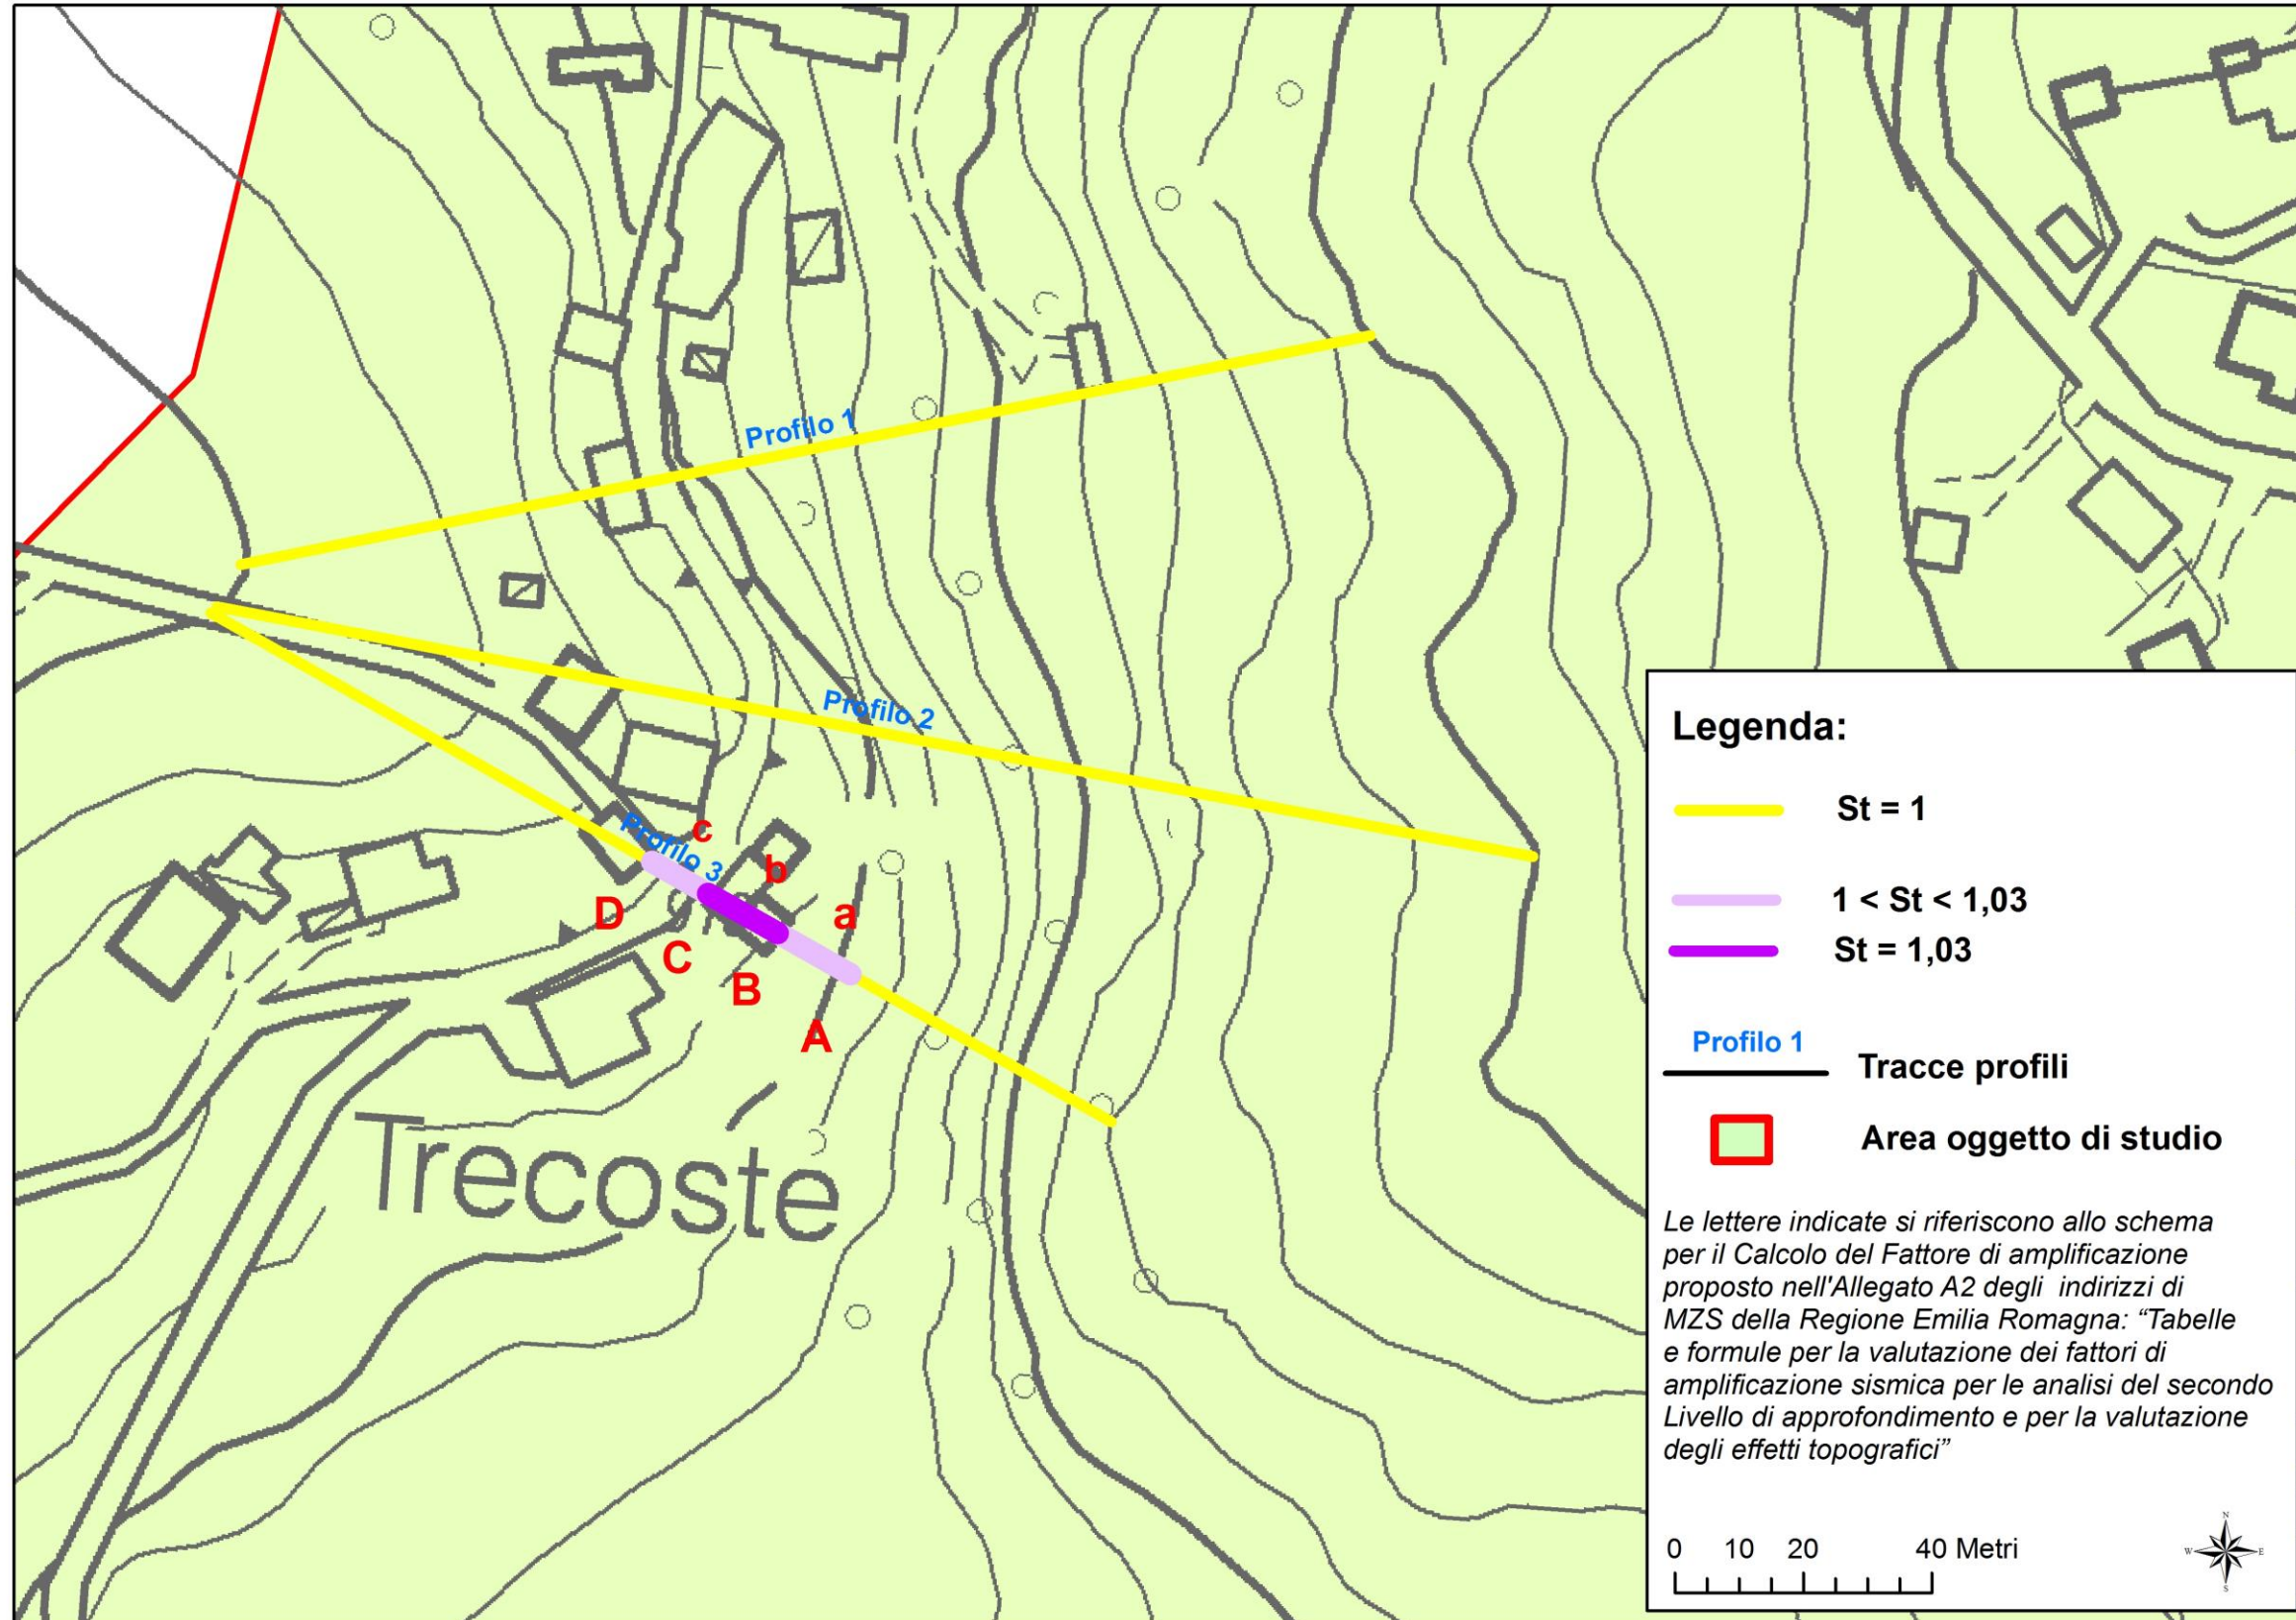 Profilo 1
Profilo 2
Profilo 3
c
b
a
D
C
B
A
Trecoste
Legenda:
St = 1
1 < St < 1,03
St = 1,03
Profilo 1
Tracce profili
Area oggetto di studio
Le lettere indicate si riferiscono allo schema
per il Calcolo del Fattore di amplificazione
proposto nell'Allegato A2 degli indirizzi di
MZS della Regione Emilia Romagna: “Tabelle
e formule per la valutazione dei fattori di
amplificazione sismica per le analisi del secondo
Livello di approfondimento e per la valutazione
degli effetti topografici”
0 10 20 40 Metri
N
W E
S